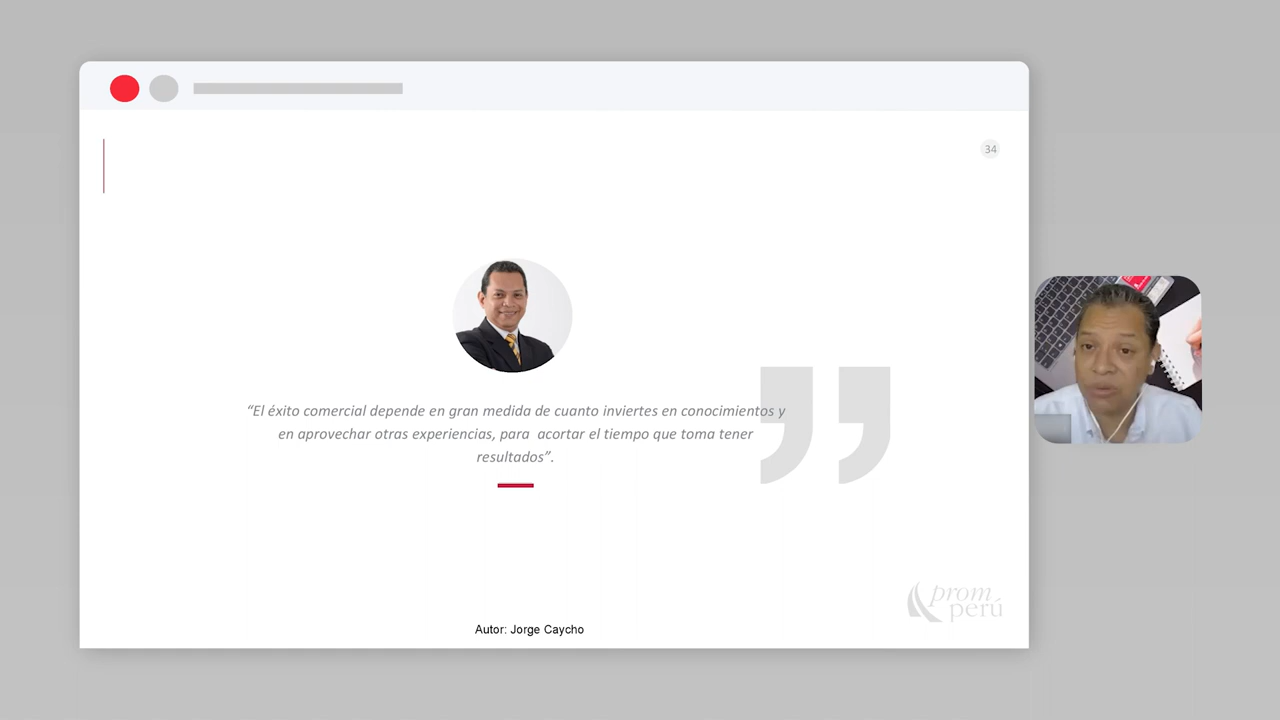 34
“El éxito comercial depende en gran medida de cuanto inviertes en conocimientos y
en aprovechar otras experiencias, para  acortar el tiempo que toma tener
resultados”.
prom
perú
Autor: Jorge Caycho